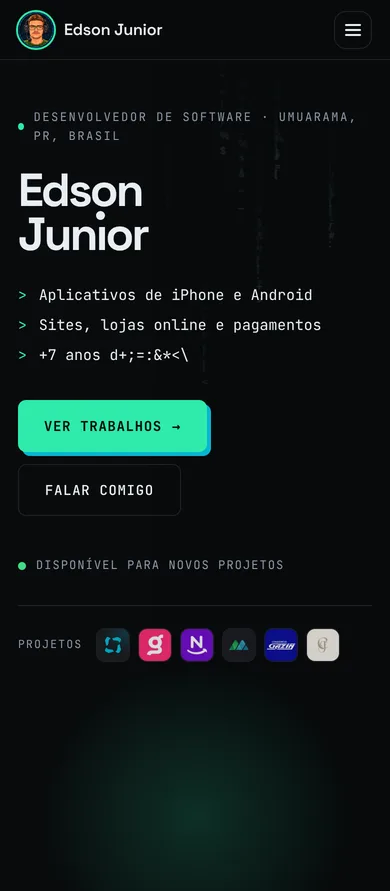 Edson Junior
DESENVOLVEDOR DE SOFTWARE · UMUARAMA,
PR, BRASIL
Edson
Junior
> Aplicativos de iPhone e Android
> Sites, lojas online e pagamentos
> +7 anos d+;=:&*<\
VER TRABALHOS →
FALAR COMIGO
DISPONÍVEL PARA NOVOS PROJETOS
PROJETOS
GAZIN